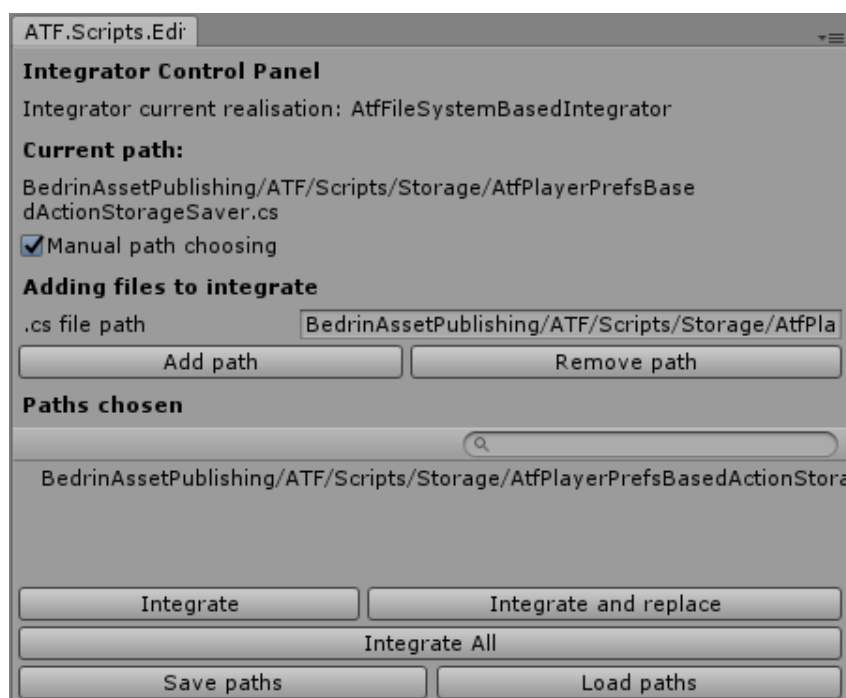 ATF.Scripts.Edi
Integrator Control Panel
Integrator current realisation: AtfFileSystemBasedIntegrator
Current path:
BedrinAssetPublishing/ATF/Scripts/Storage/AtfPlayerPrefsBase
dActionStorageSaver.cs
Manual path choosing
Adding files to integrate
.cs file path BedrinAssetPublishing/ATF/Scripts/Storage/AtfPla
Add path Remove path
Paths chosen
BedrinAssetPublishing/ATF/Scripts/Storage/AtfPlayerPrefsBasedActionStora
Integrate Integrate and replace
Integrate All
Save paths Load paths